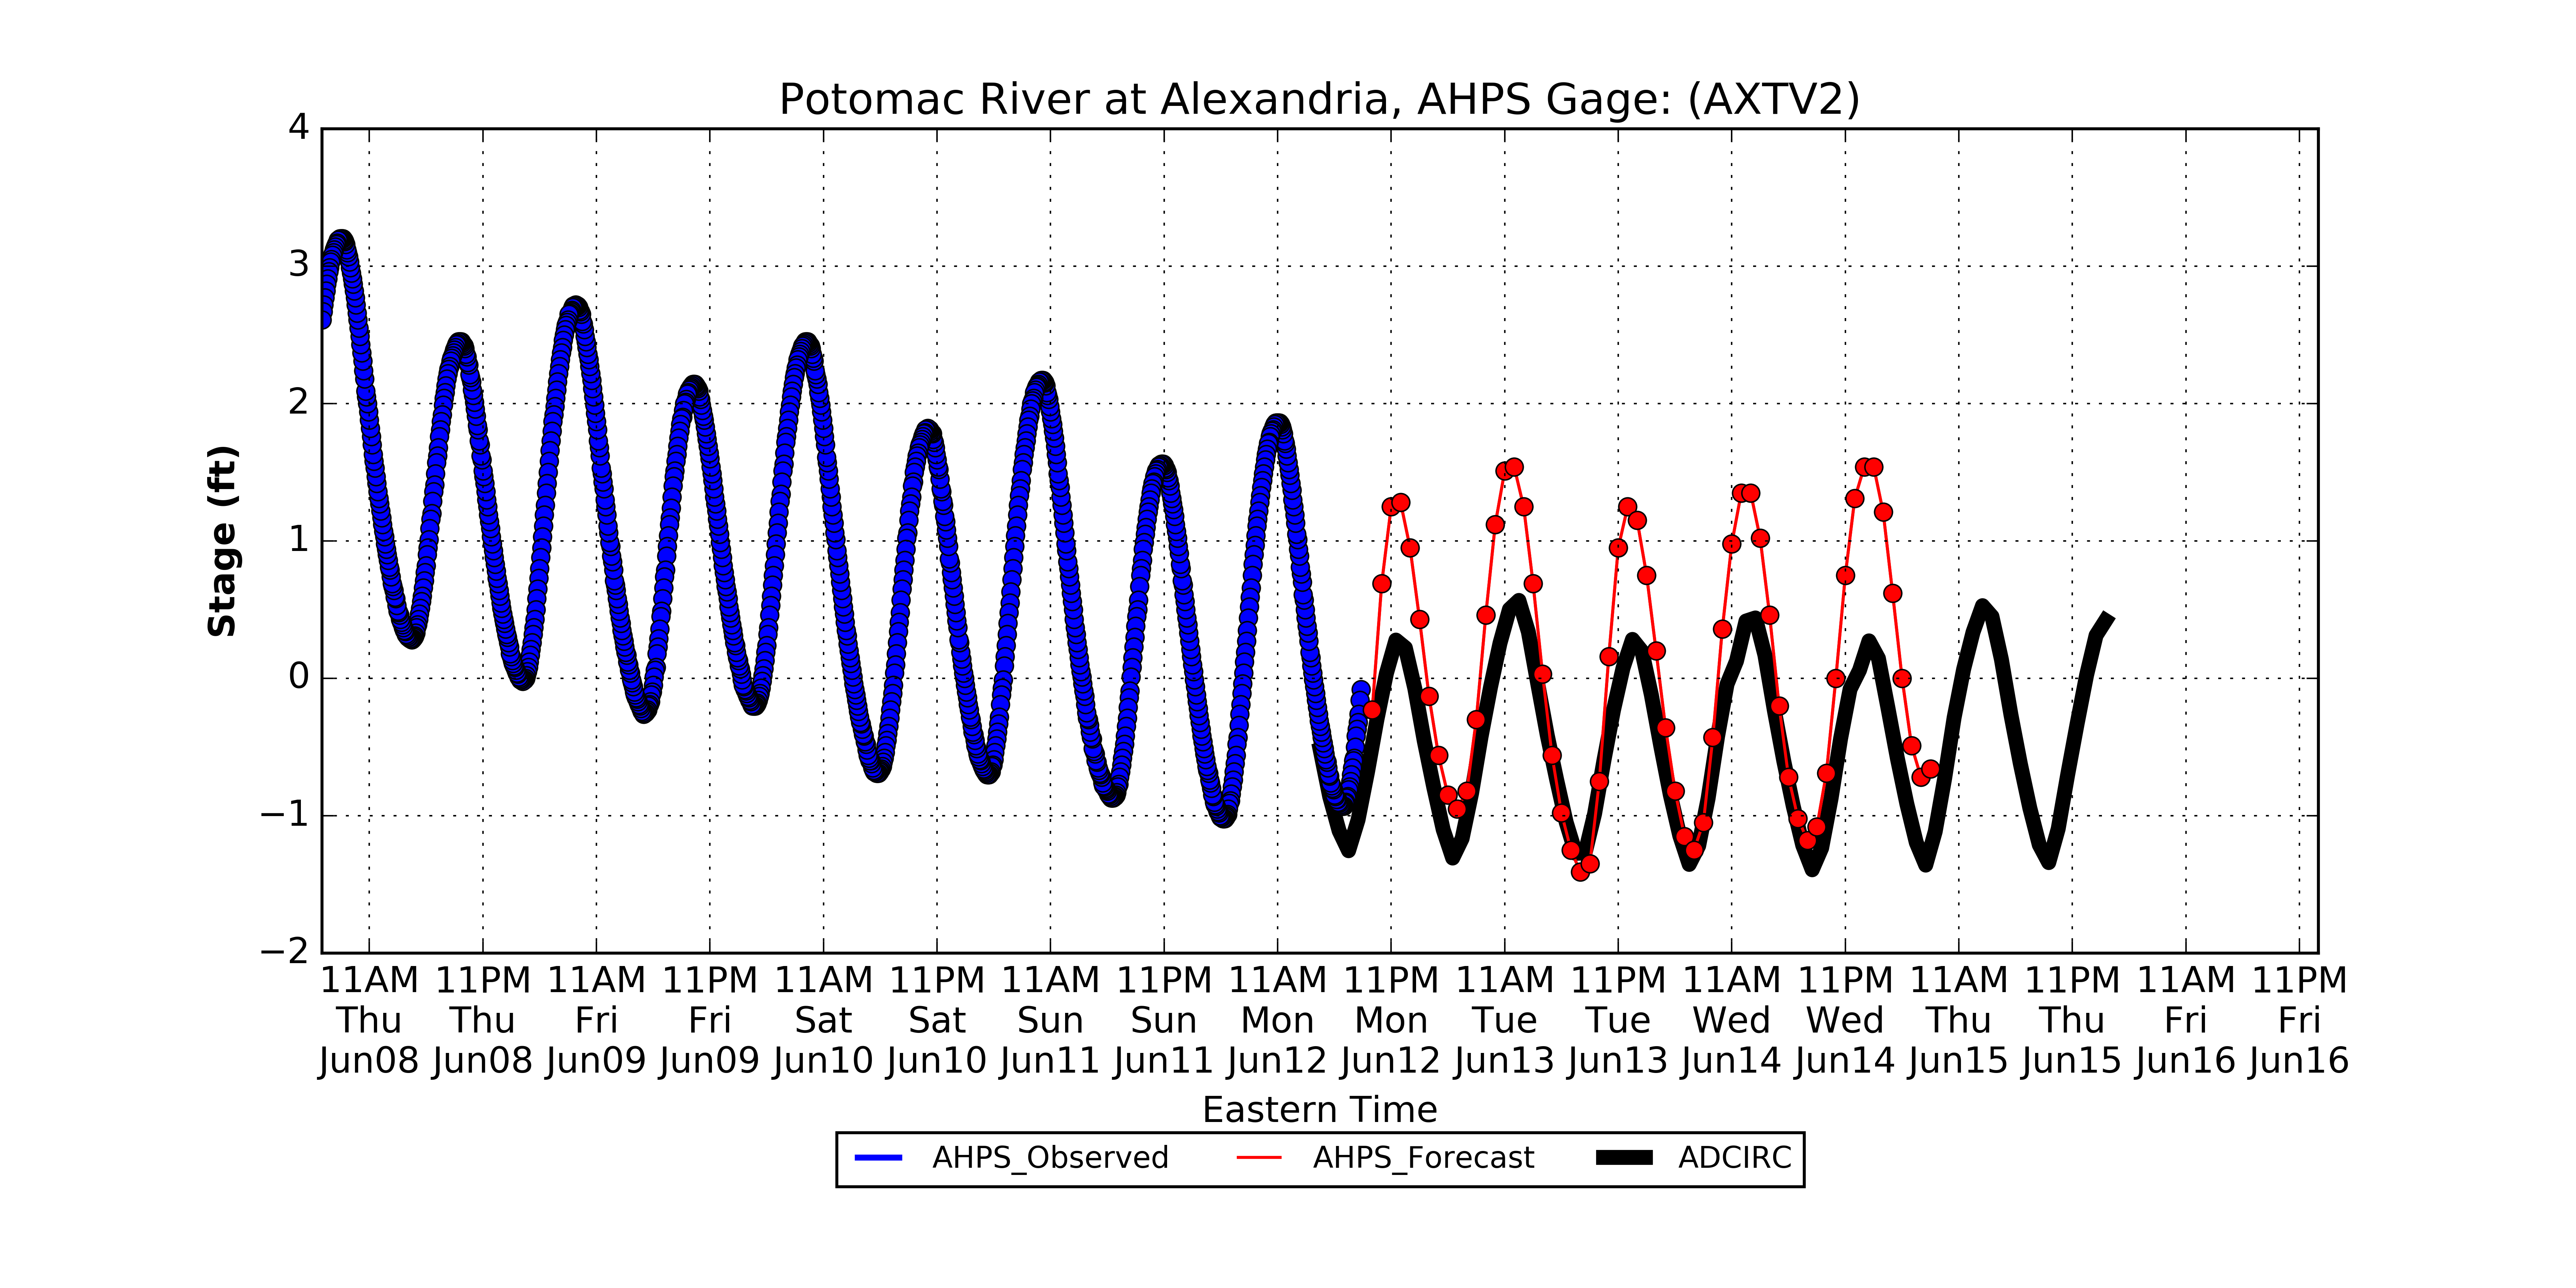 Potomac River at Alexandria, AHPS Gage: (AXTV2)
4
3
2
1
0
−1
−2
Stage (ft)
11AM 11PM 11AM 11PM 11AM 11PM 11AM 11PM 11AM 11PM 11AM 11PM 11AM 11PM 11AM 11PM 11AM 11PM
Thu Thu Fri Fri Sat Sat Sun Sun Mon Mon Tue Tue Wed Wed Thu Thu Fri Fri
Jun08 Jun08 Jun09 Jun09 Jun10 Jun10 Jun11 Jun11 Jun12 Jun12 Jun13 Jun13 Jun14 Jun14 Jun15 Jun15 Jun16 Jun16
Eastern Time
AHPS_Observed AHPS_Forecast ADCIRC